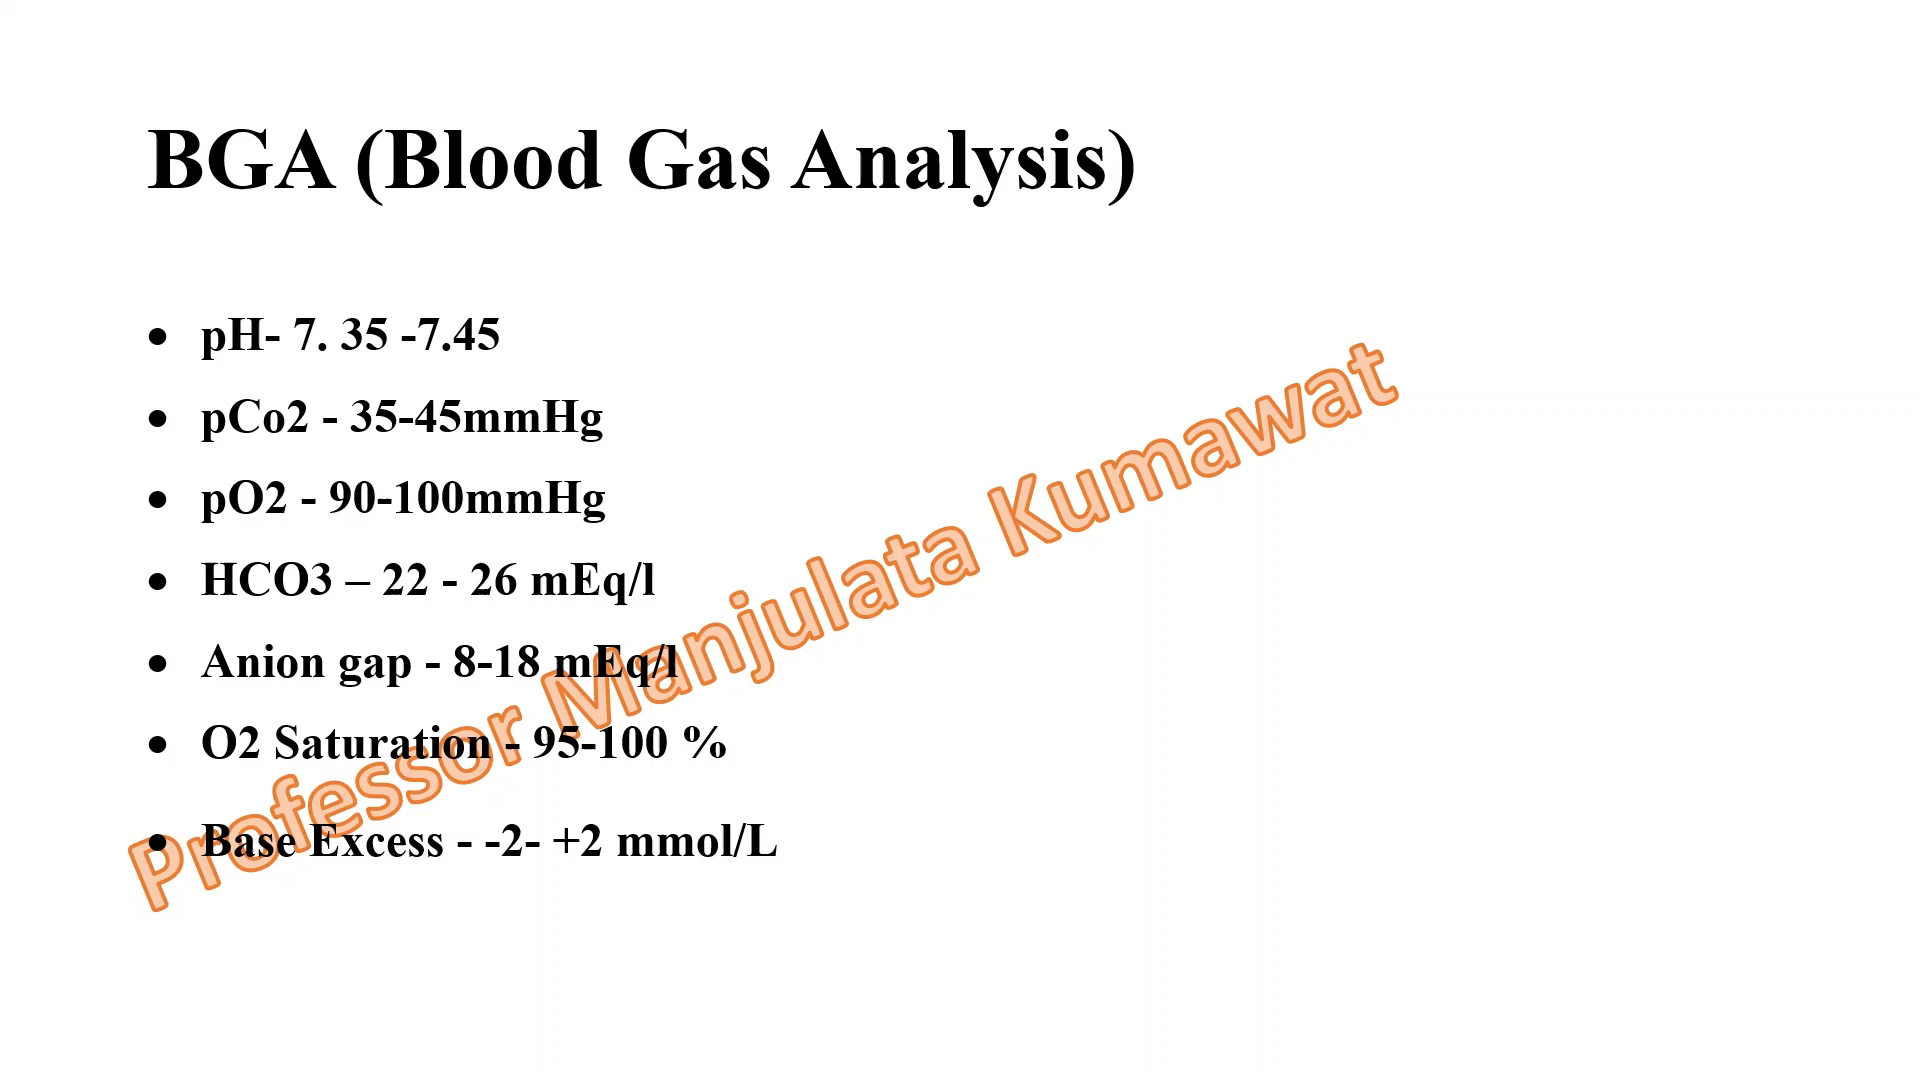 BGA (Blood Gas Analysis)
• pH- 7. 35 -7.45
• pCo2 - 35-45mmHg
• pO2 - 90-100mmHg
• HCO3 – 22 - 26 mEq/l
• Anion gap - 8-18 mEq/l
• O2 Saturation - 95-100 %
• Base Excess - -2- +2 mmol/L
Professor Manjulata Kumawat